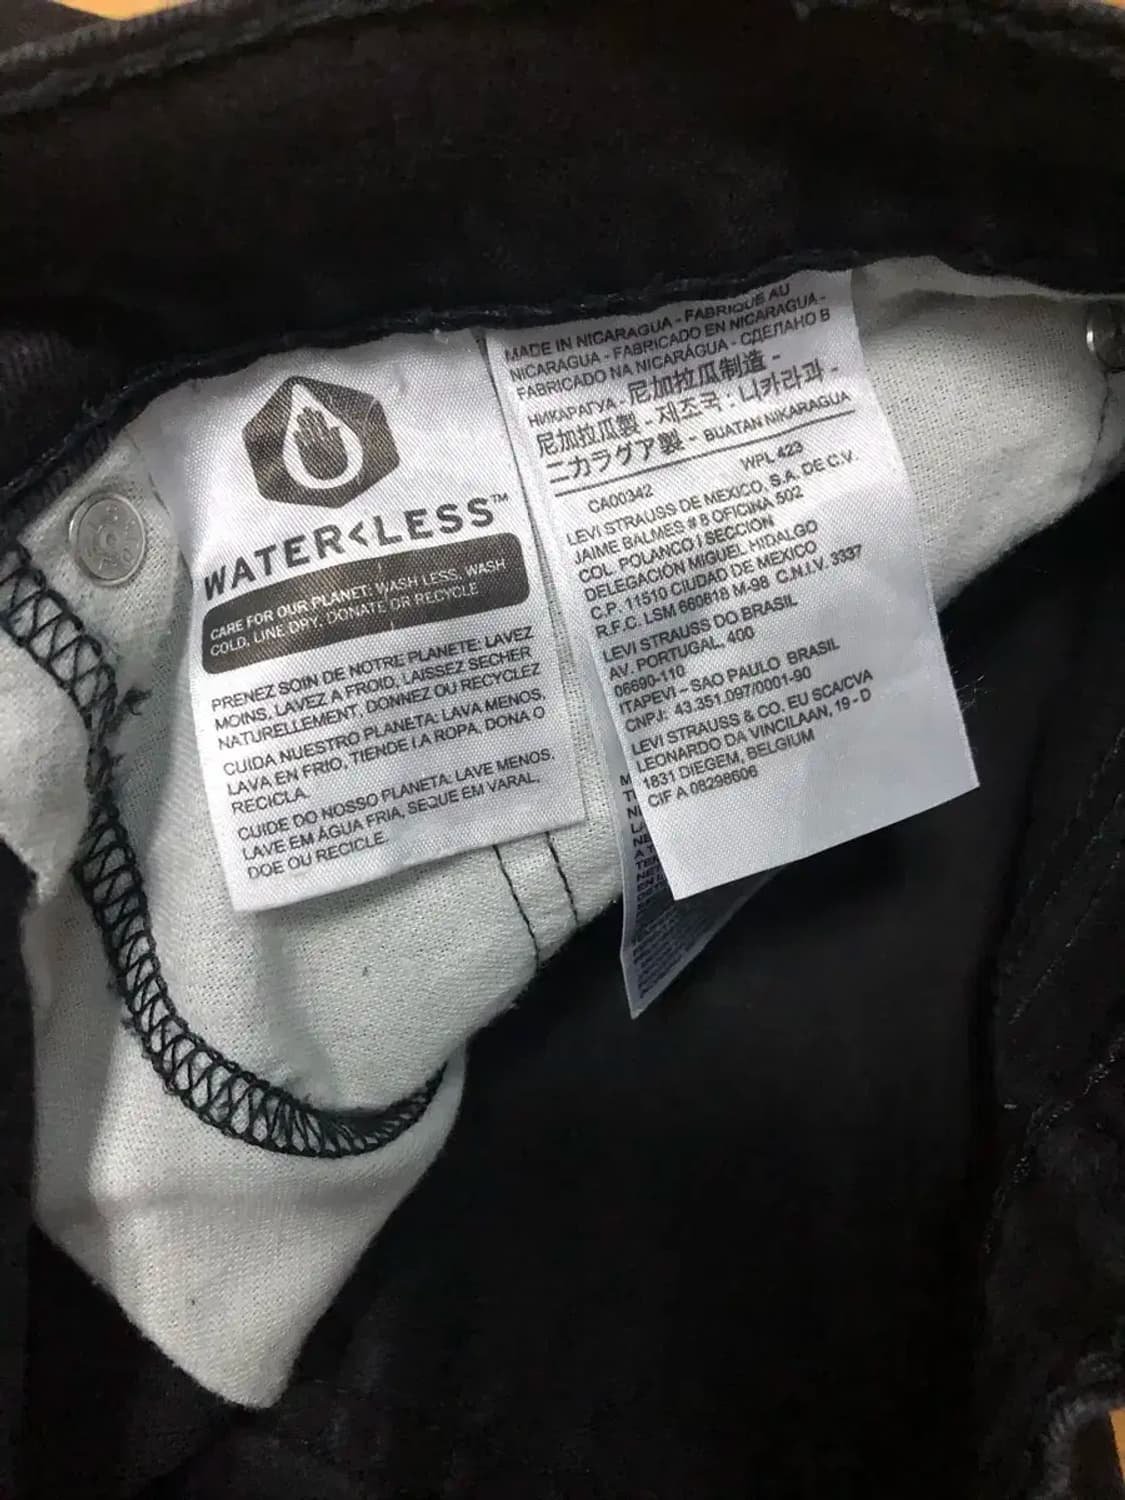 WATER<LESS™
CARE FOR OUR PLANET: WASH LESS, WASH
COLD, LINE DRY, DONATE OR RECYCLE
PRENEZ SOIN DE NOTRE PLANETE: LAVEZ
MOINS, LAVEZ A FROID, LAISSEZ SECHER
NATURELLEMENT, DONNEZ OU RECYCLEZ
CUIDA NUESTRO PLANETA: LAVA MENOS,
LAVA EN FRIO, TIENDE LA ROPA, DONA O
RECICLA.
CUIDE DO NOSSO PLANETA: LAVE MENOS,
LAVE EM ÁGUA FRIA, SEQUE EM VARAL,
DOE OU RECICLE.
MADE IN NICARAGUA - FABRIQUE AU
NICARAGUA - FABRICADO EN NICARAGUA -
FABRICADO NA NICARÁGUA - СДЕЛАНО В
НИКАРАГУА - 尼加拉瓜制造 -
尼加拉瓜製 - 제조국 : 니카라과 -
ニカラグア製 - BUATAN NIKARAGUA
WPL 423
CA00342
LEVI STRAUSS DE MEXICO, S.A. DE C.V.
JAIME BALMES # 8 OFICINA 502
COL. POLANCO I SECCION
DELEGACIÓN MIGUEL HIDALGO
C.P. 11510 CIUDAD DE MEXICO
R.F.C. LSM 660618 M-98 C.N.I.V. 3337
LEVI STRAUSS DO BRASIL
AV. PORTUGAL, 400
06690-110
ITAPEVI – SAO PAULO BRASIL
CNPJ: 43.351.097/0001-90
LEVI STRAUSS & CO. EU SCA/CVA
LEONARDO DA VINCILAAN, 19 - D
1831 DIEGEM, BELGIUM
CIF A 08298606